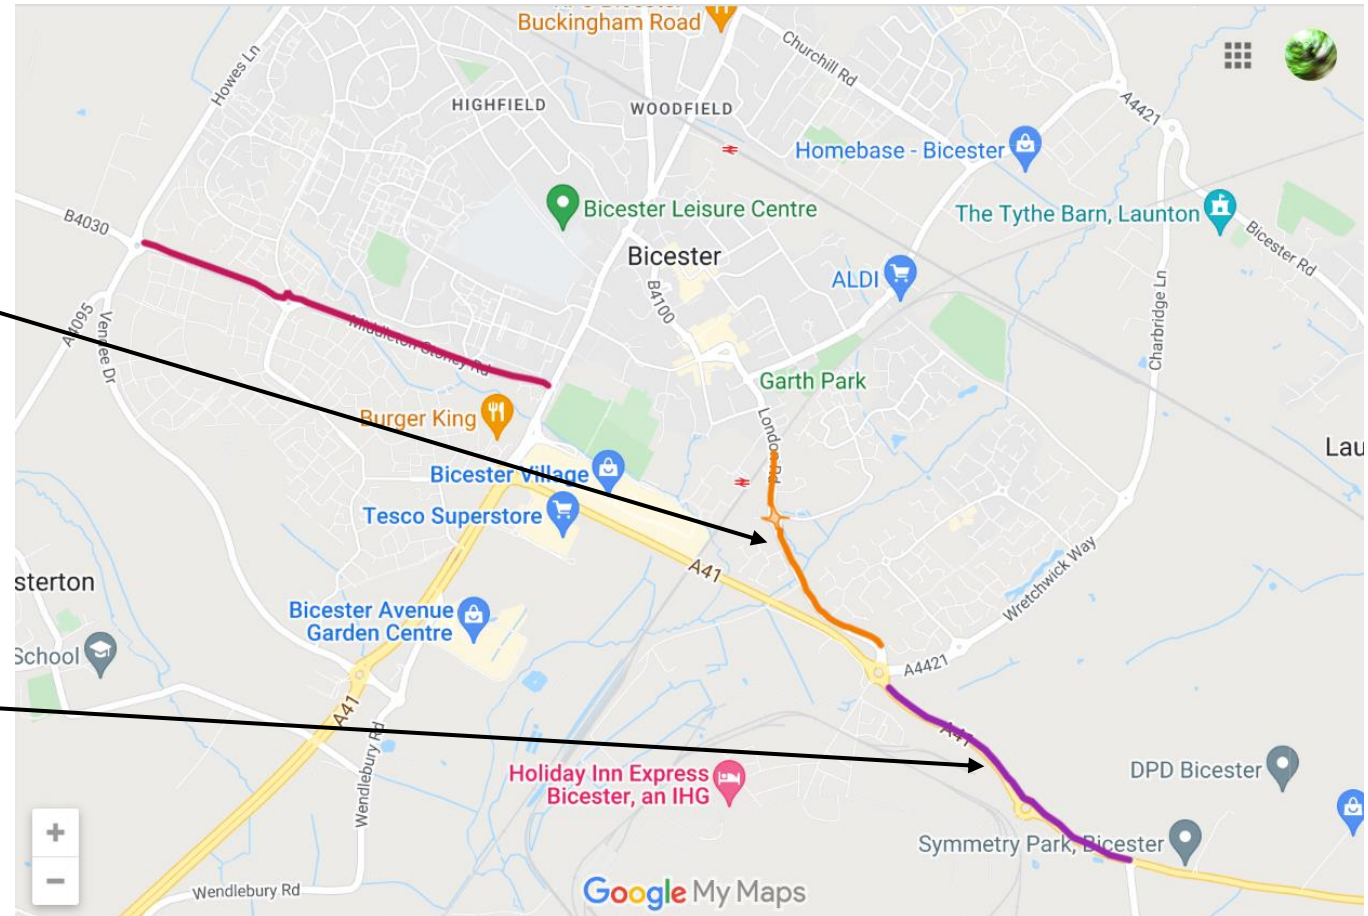 Buckingham Road
Howes Ln
Churchill Rd
HIGHFIELD
WOODFIELD
A4421
Homebase - Bicester
B4030
Bicester Leisure Centre
The Tythe Barn, Launton
Bicester Rd
Bicester
ALDI
B4100
A4095
Vendee Dr
Middleton Stoney Rd
Charbridge Ln
Garth Park
Burger King
London Rd
Lau
Bicester Village
Tesco Superstore
A41
sterton
Wretchwick Way
Bicester Avenue
Garden Centre
School
A4421
A41
A41
Wendlebury Rd
Holiday Inn Express
Bicester, an IHG
DPD Bicester
Symmetry Park, Bicester
Wendlebury Rd
Google My Maps